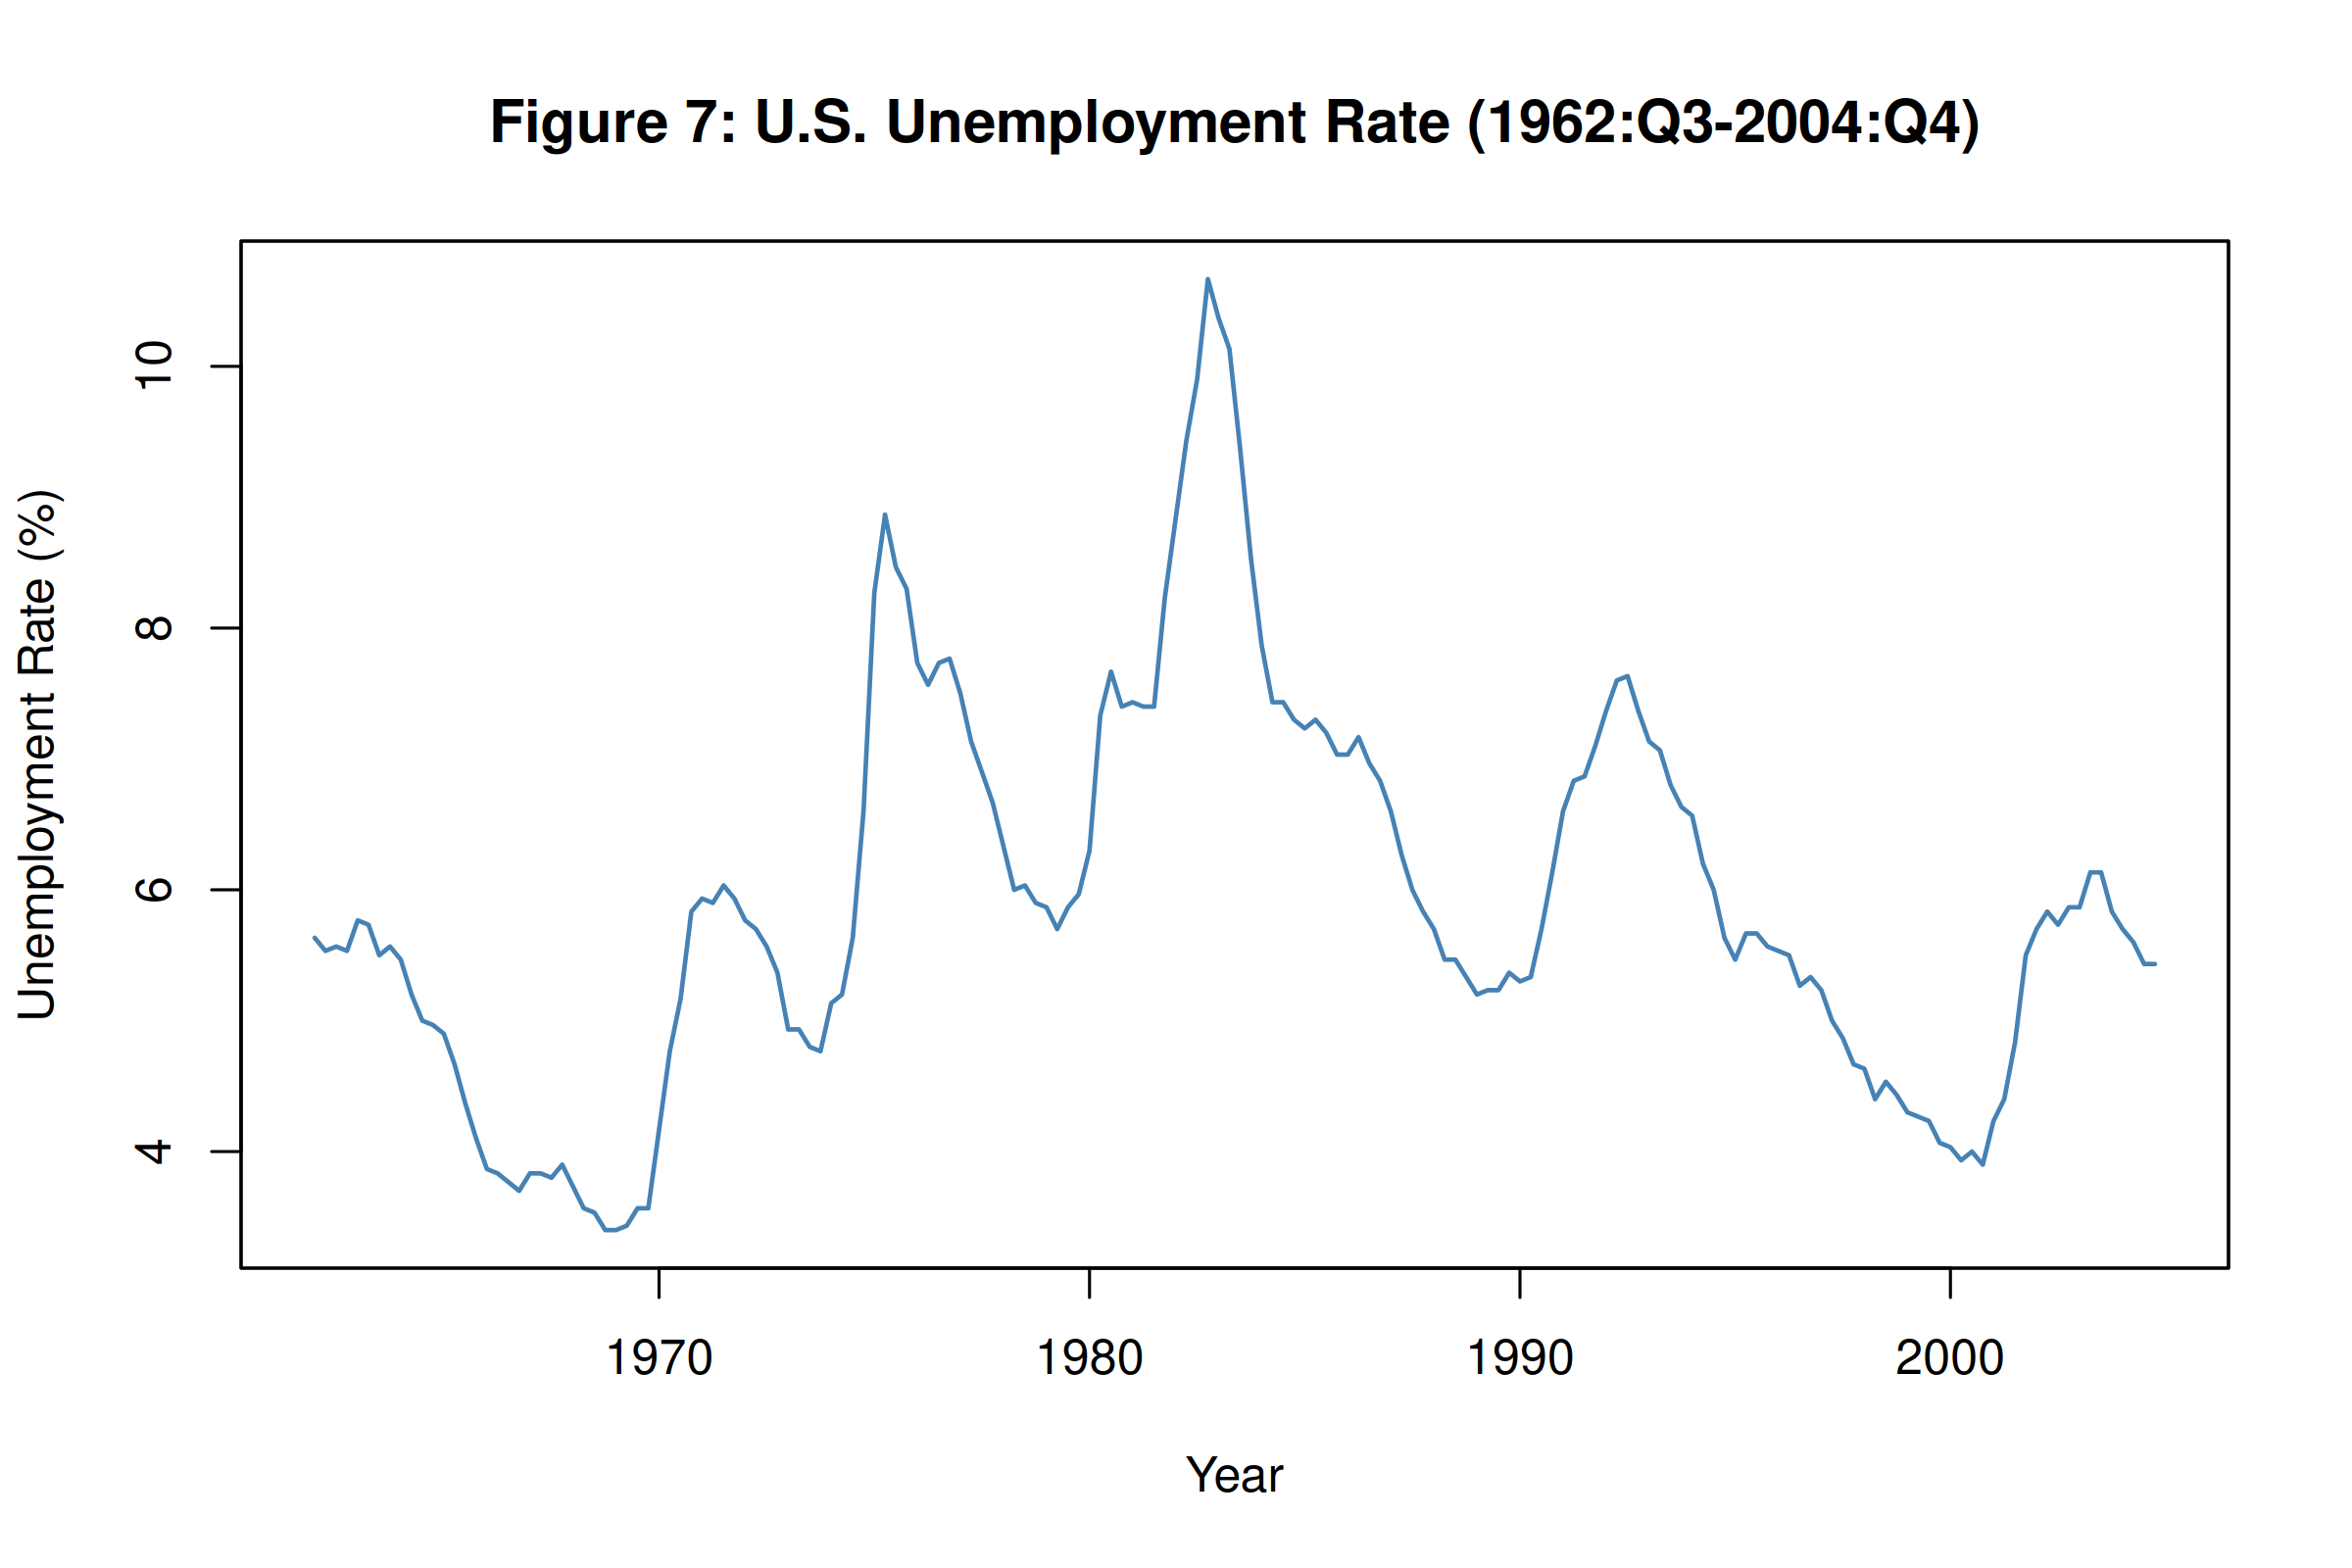 Figure 7: U.S. Unemployment Rate (1962:Q3-2004:Q4)
Unemployment Rate (%)
10
8
6
4
1970 1980 1990 2000
Year